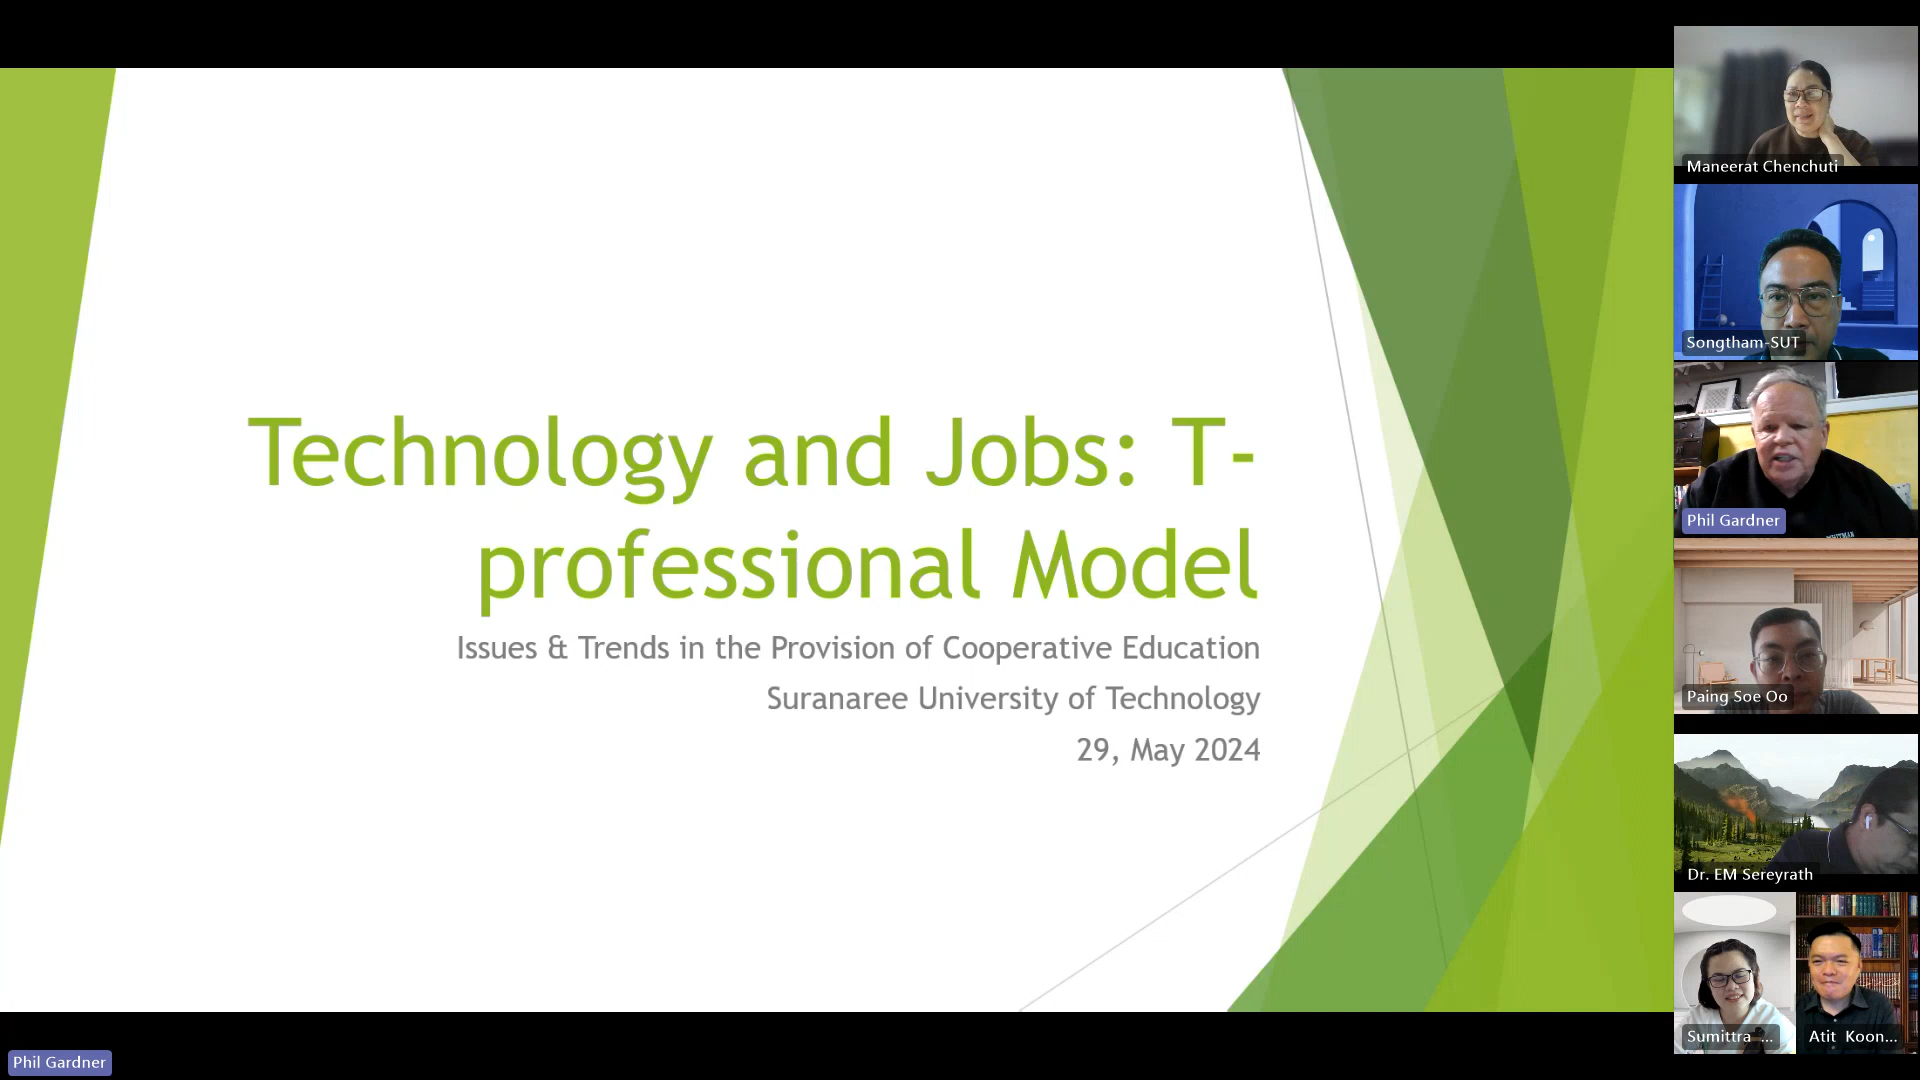 Technology and Jobs: T-
professional Model
Issues & Trends in the Provision of Cooperative Education
Suranaree University of Technology
29, May 2024
Maneerat Chenchuti
Songtham-SUT
Phil Gardner
Paing Soe Oo
Dr. EM Sereyrath
Sumittra ...
Atit Koon...
Phil Gardner